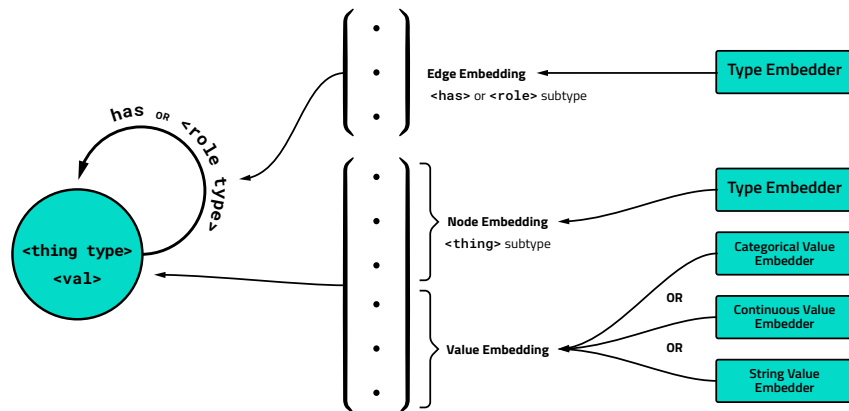 has OR <role type>
<thing type>
<val>
Edge Embedding
<has> or <role> subtype
Node Embedding
<thing> subtype
Value Embedding
Type Embedder
Type Embedder
Categorical Value
Embedder
OR
Continuous Value
Embedder
OR
String Value
Embedder